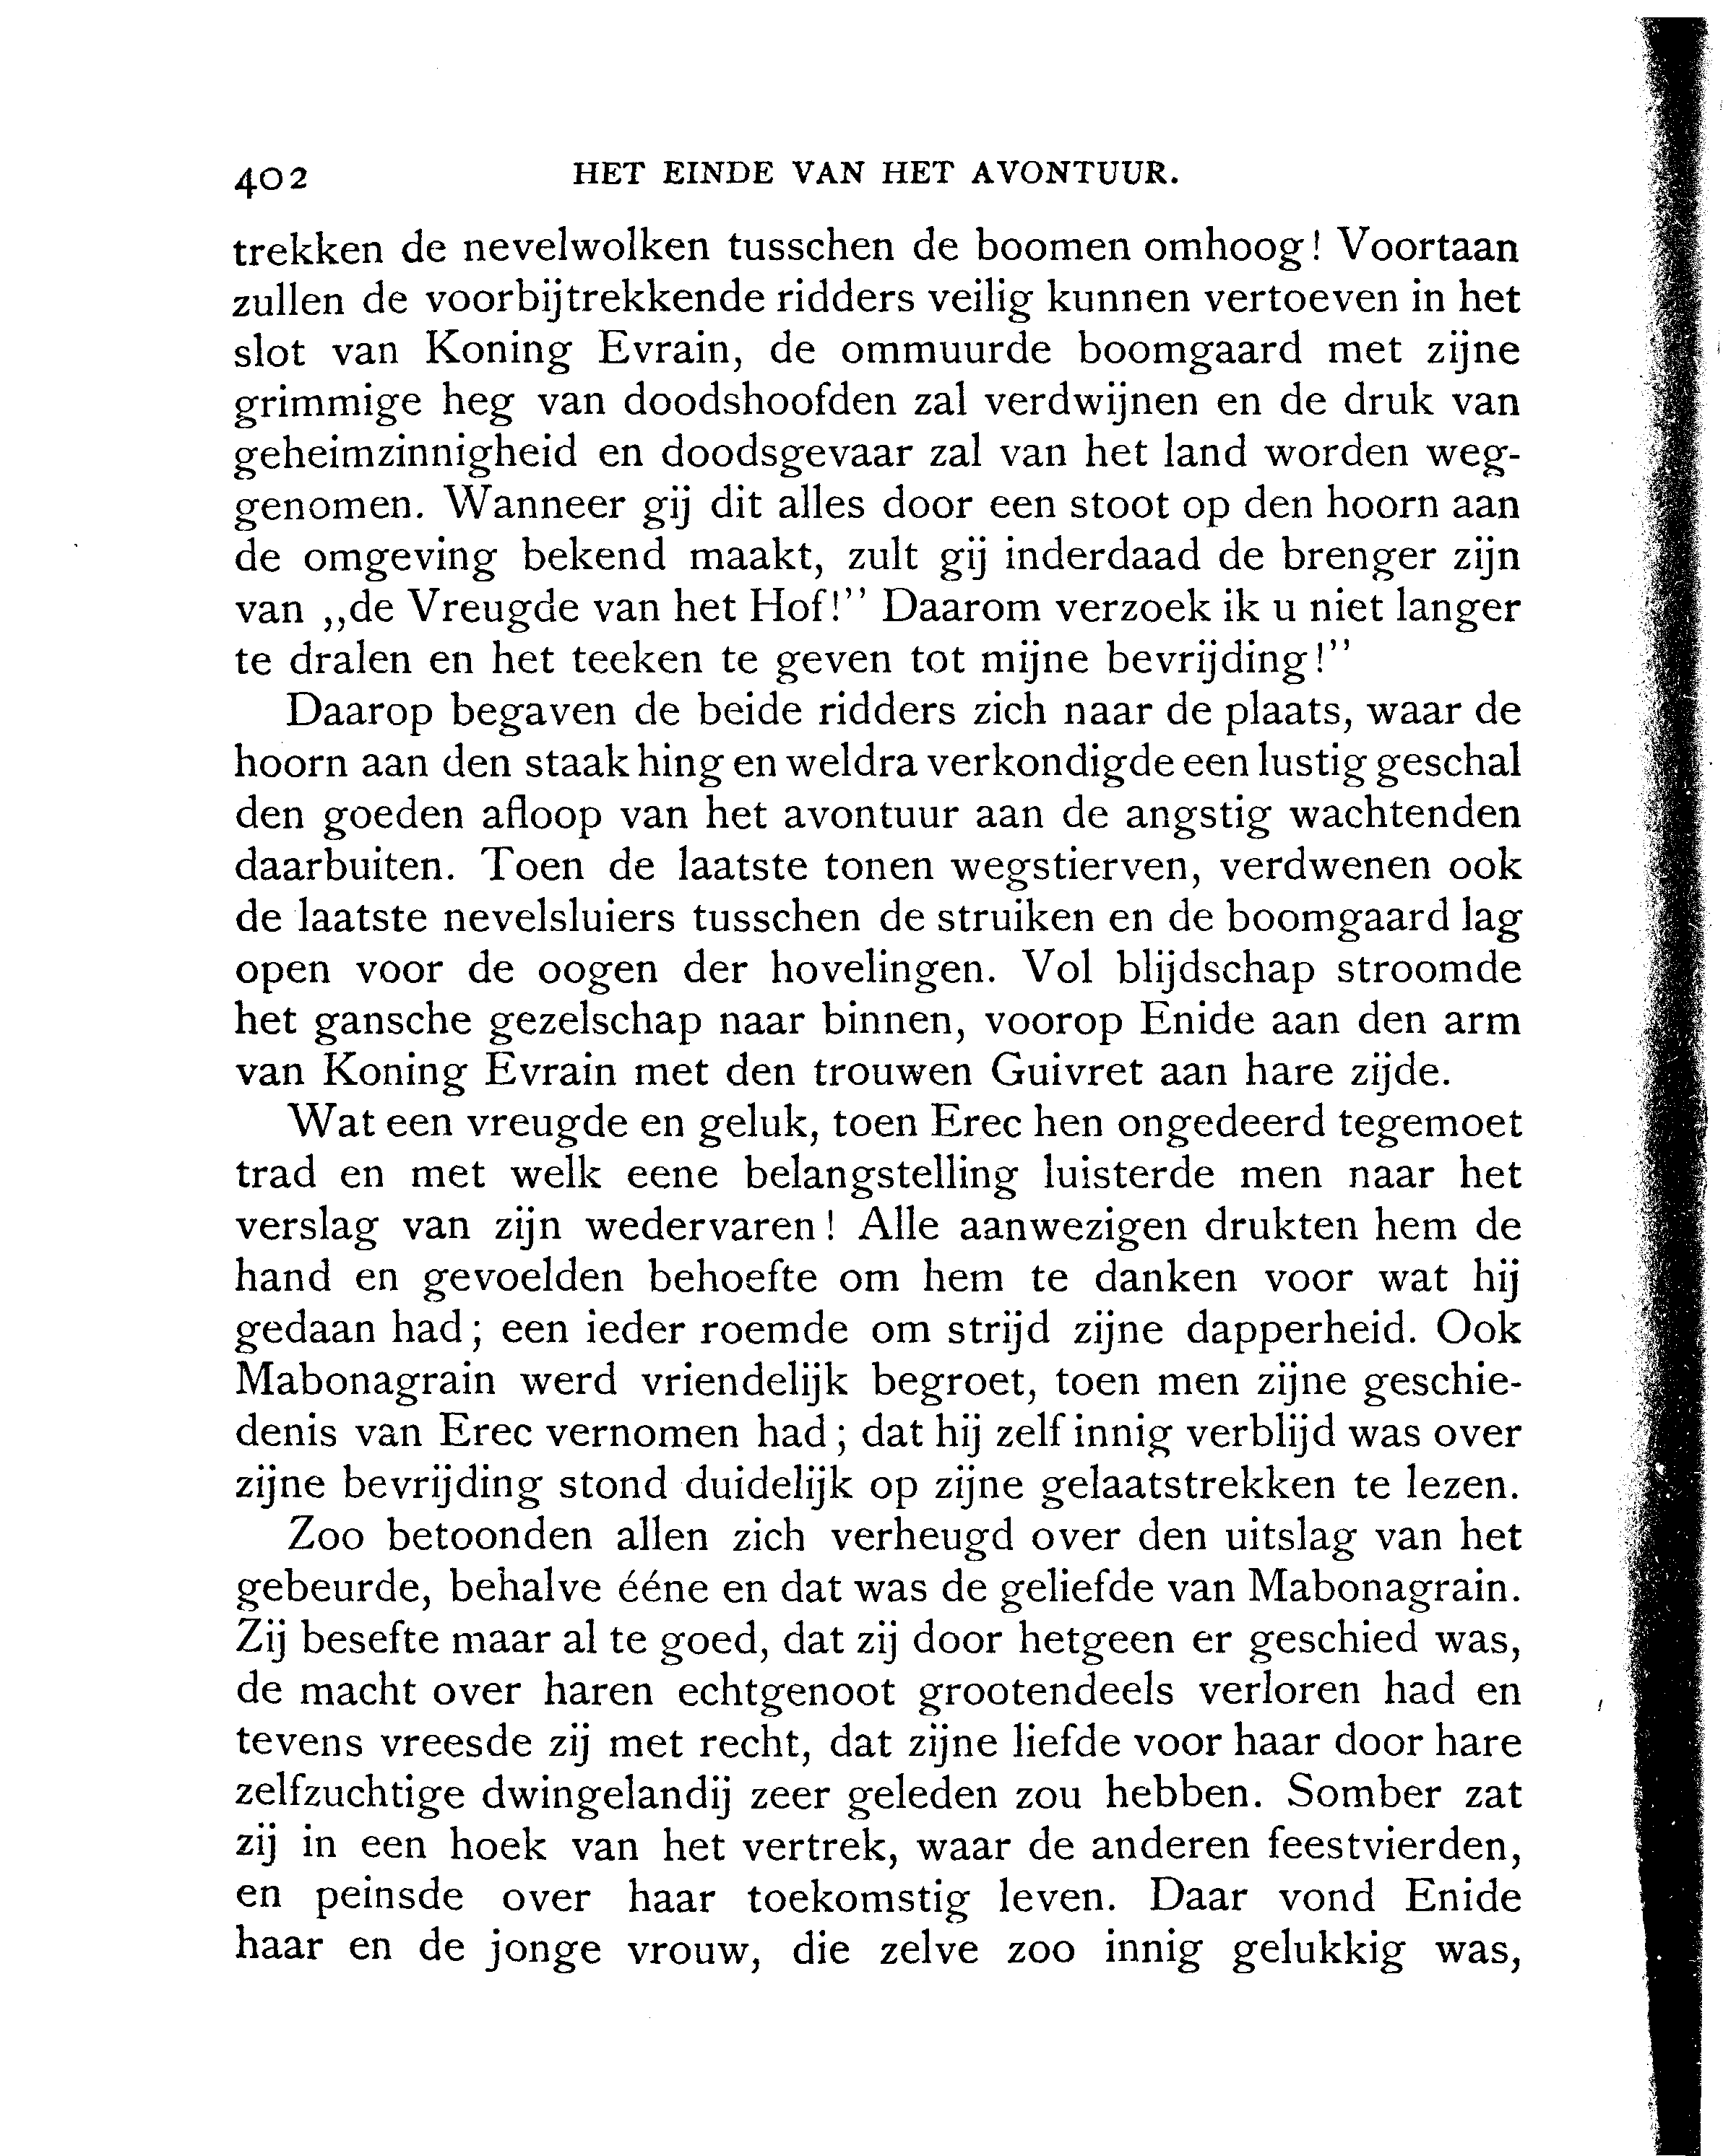 402 HET EINDE VAN HET AVONTUUR.
trekken de nevelwolken tusschen de boomen omhoog! Voortaan
zullen de voorbijtrekkende ridders veilig kunnen vertoeven in het
slot van Koning Evrain, de ommuurde boomgaard met zijne
grimmige heg van doodshoofden zal verdwijnen en de druk van
geheimzinnigheid en doodsgevaar zal van het land worden weg-
genomen. Wanneer gij dit alles door een stoot op den hoorn aan
de omgeving bekend maakt, zult gij inderdaad de brenger zijn
van „de Vreugde van het Hof!” Daarom verzoek ik u niet langer
te dralen en het teeken te geven tot mijne bevrijding!”
Daarop begaven de beide ridders zich naar de plaats, waar de
hoorn aan den staak hing en weldra verkondigde een lustig geschal
den goeden afloop van het avontuur aan de angstig wachtenden
daarbuiten. Toen de laatste tonen wegstierven, verdwenen ook
de laatste nevelsluiers tusschen de struiken en de boomgaard lag
open voor de oogen der hovelingen. Vol blijdschap stroomde
het gansche gezelschap naar binnen, voorop Enide aan den arm
van Koning Evrain met den trouwen Guivret aan hare zijde.
Wat een vreugde en geluk, toen Erec hen ongedeerd tegemoet
trad en met welk eene belangstelling luisterde men naar het
verslag van zijn wedervaren! Alle aanwezigen drukten hem de
hand en gevoelden behoefte om hem te danken voor wat hij
gedaan had; een ieder roemde om strijd zijne dapperheid. Ook
Mabonagrain werd vriendelijk begroet, toen men zijne geschie-
denis van Erec vernomen had; dat hij zelf innig verblijd was over
zijne bevrijding stond duidelijk op zijne gelaatstrekken te lezen.
Zoo betoonden allen zich verheugd over den uitslag van het
gebeurde, behalve ééne en dat was de geliefde van Mabonagrain.
Zij besefte maar al te goed, dat zij door hetgeen er geschied was,
de macht over haren echtgenoot grootendeels verloren had en
tevens vreesde zij met recht, dat zijne liefde voor haar door hare
zelfzuchtige dwingelandij zeer geleden zou hebben. Somber zat
zij in een hoek van het vertrek, waar de anderen feestvierden,
en peinsde over haar toekomstig leven. Daar vond Enide
haar en de jonge vrouw, die zelve zoo innig gelukkig was,